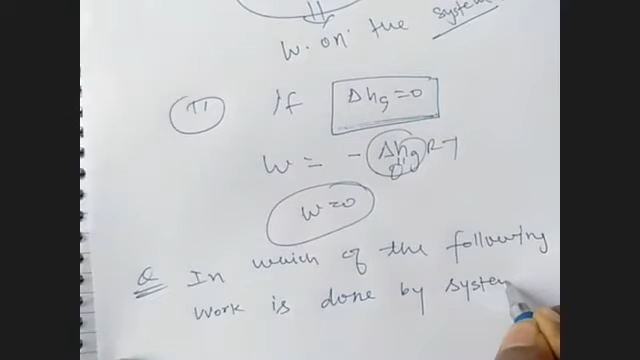 system
W. on the
II If Δng=0
W = - Δng RT
0
W=0
Q In which of the following
Work is done by system